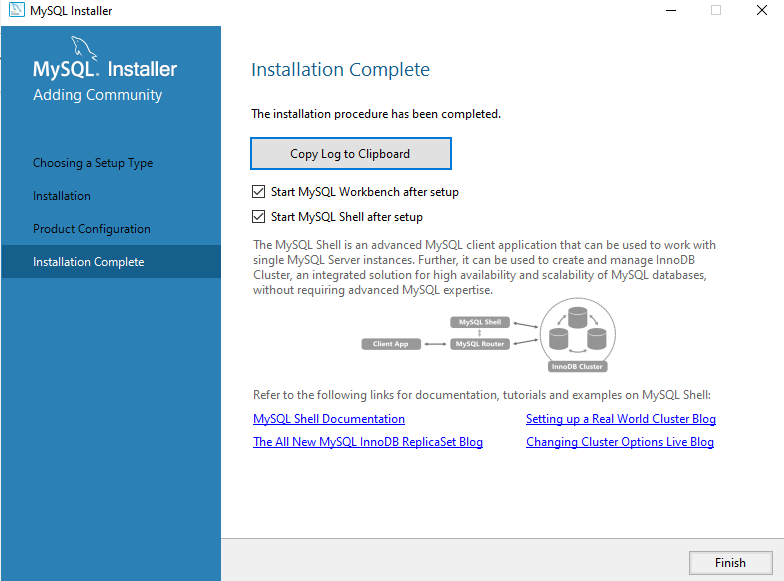 MySQL Installer
MySQL. Installer
Adding Community
Choosing a Setup Type
Installation
Product Configuration
Installation Complete
Installation Complete
The installation procedure has been completed.
Copy Log to Clipboard
Start MySQL Workbench after setup
Start MySQL Shell after setup
The MySQL Shell is an advanced MySQL client application that can be used to work with
single MySQL Server instances. Further, it can be used to create and manage InnoDB
Cluster, an integrated solution for high availability and scalability of MySQL databases,
without requiring advanced MySQL expertise.
MySQL Shell
Client App
MySQL Router
InnoDB Cluster
Refer to the following links for documentation, tutorials and examples on MySQL Shell:
MySQL Shell Documentation
Setting up a Real World Cluster Blog
The All New MySQL InnoDB ReplicaSet Blog
Changing Cluster Options Live Blog
Finish